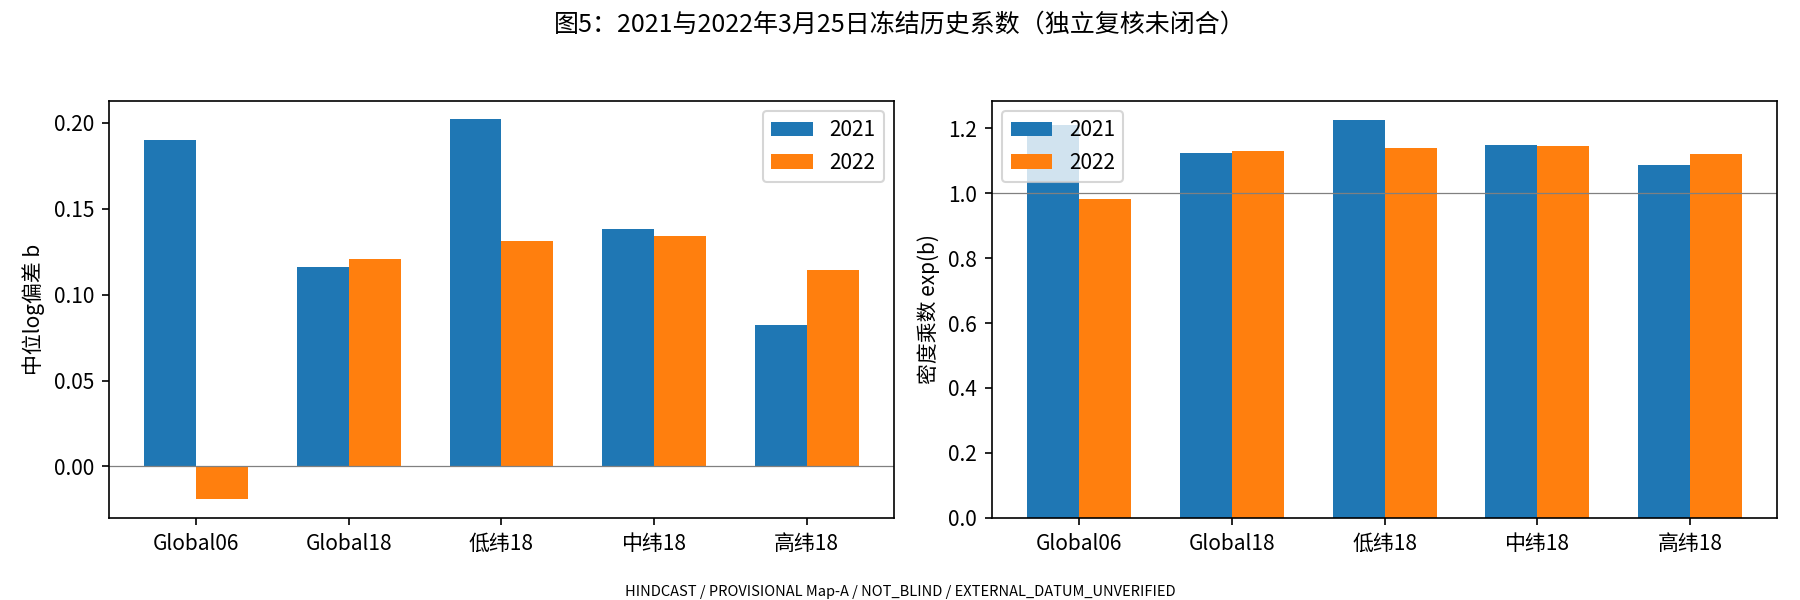 图5：2021与2022年3月25日冻结历史系数（独立复核未闭合）
中位log偏差 b
0.20
0.15
0.10
0.05
0.00
2021
2022
Global06
Global18
低纬18
中纬18
高纬18
密度乘数 exp(b)
1.2
1.0
0.8
0.6
0.4
0.2
0.0
2021
2022
Global06
Global18
低纬18
中纬18
高纬18
HINDCAST / PROVISIONAL Map-A / NOT_BLIND / EXTERNAL_DATUM_UNVERIFIED